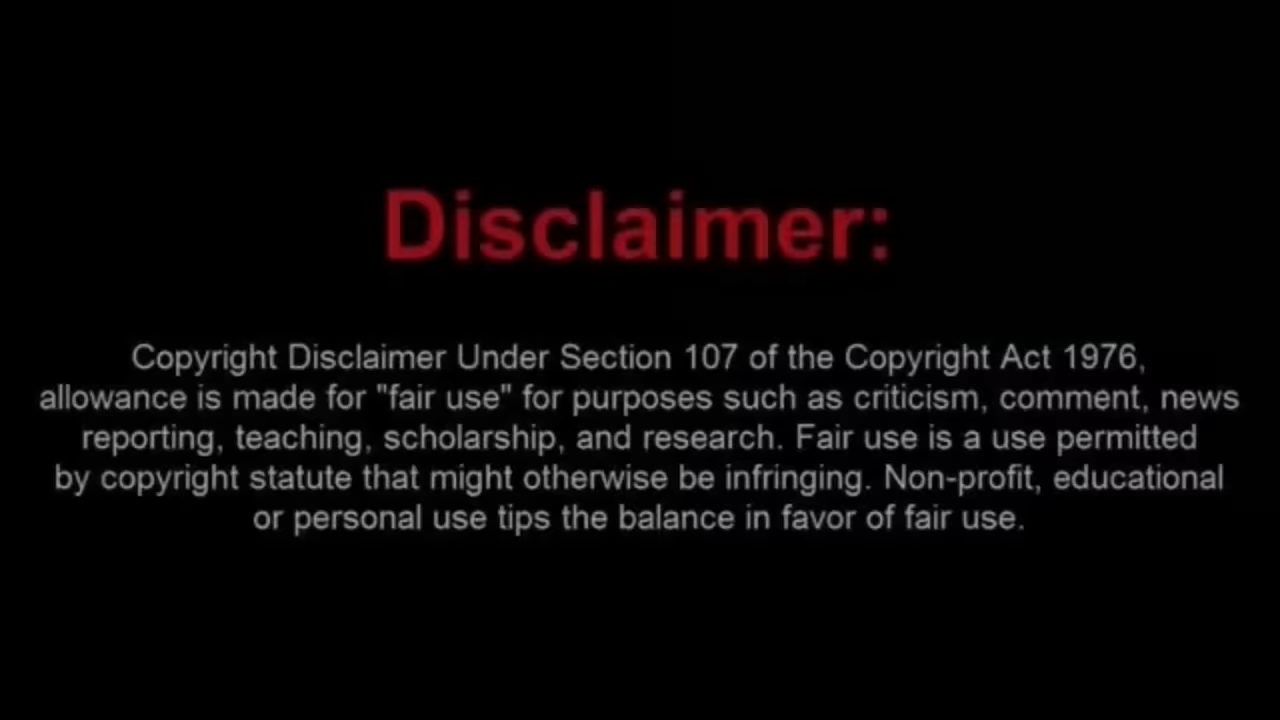 Disclaimer:
Copyright Disclaimer Under Section 107 of the Copyright Act 1976,
allowance is made for "fair use" for purposes such as criticism, comment, news
reporting, teaching, scholarship, and research. Fair use is a use permitted
by copyright statute that might otherwise be infringing. Non-profit, educational
or personal use tips the balance in favor of fair use.